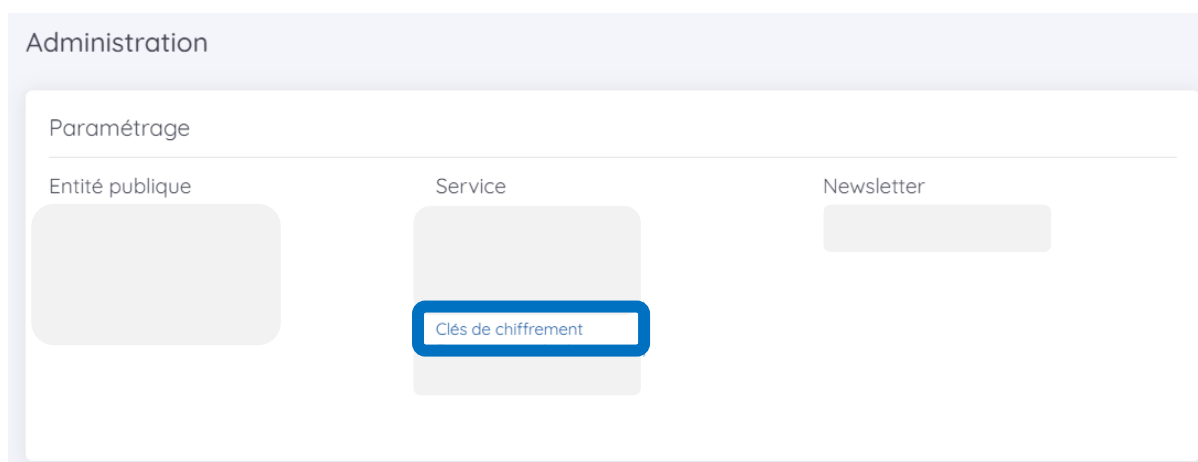 Administration
Paramétrage
Entité publique
Service
Newsletter
Clés de chiffrement